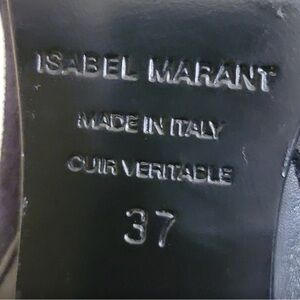 ISABEL MARANT
MADE IN ITALY
CUIR VERITABLE
37